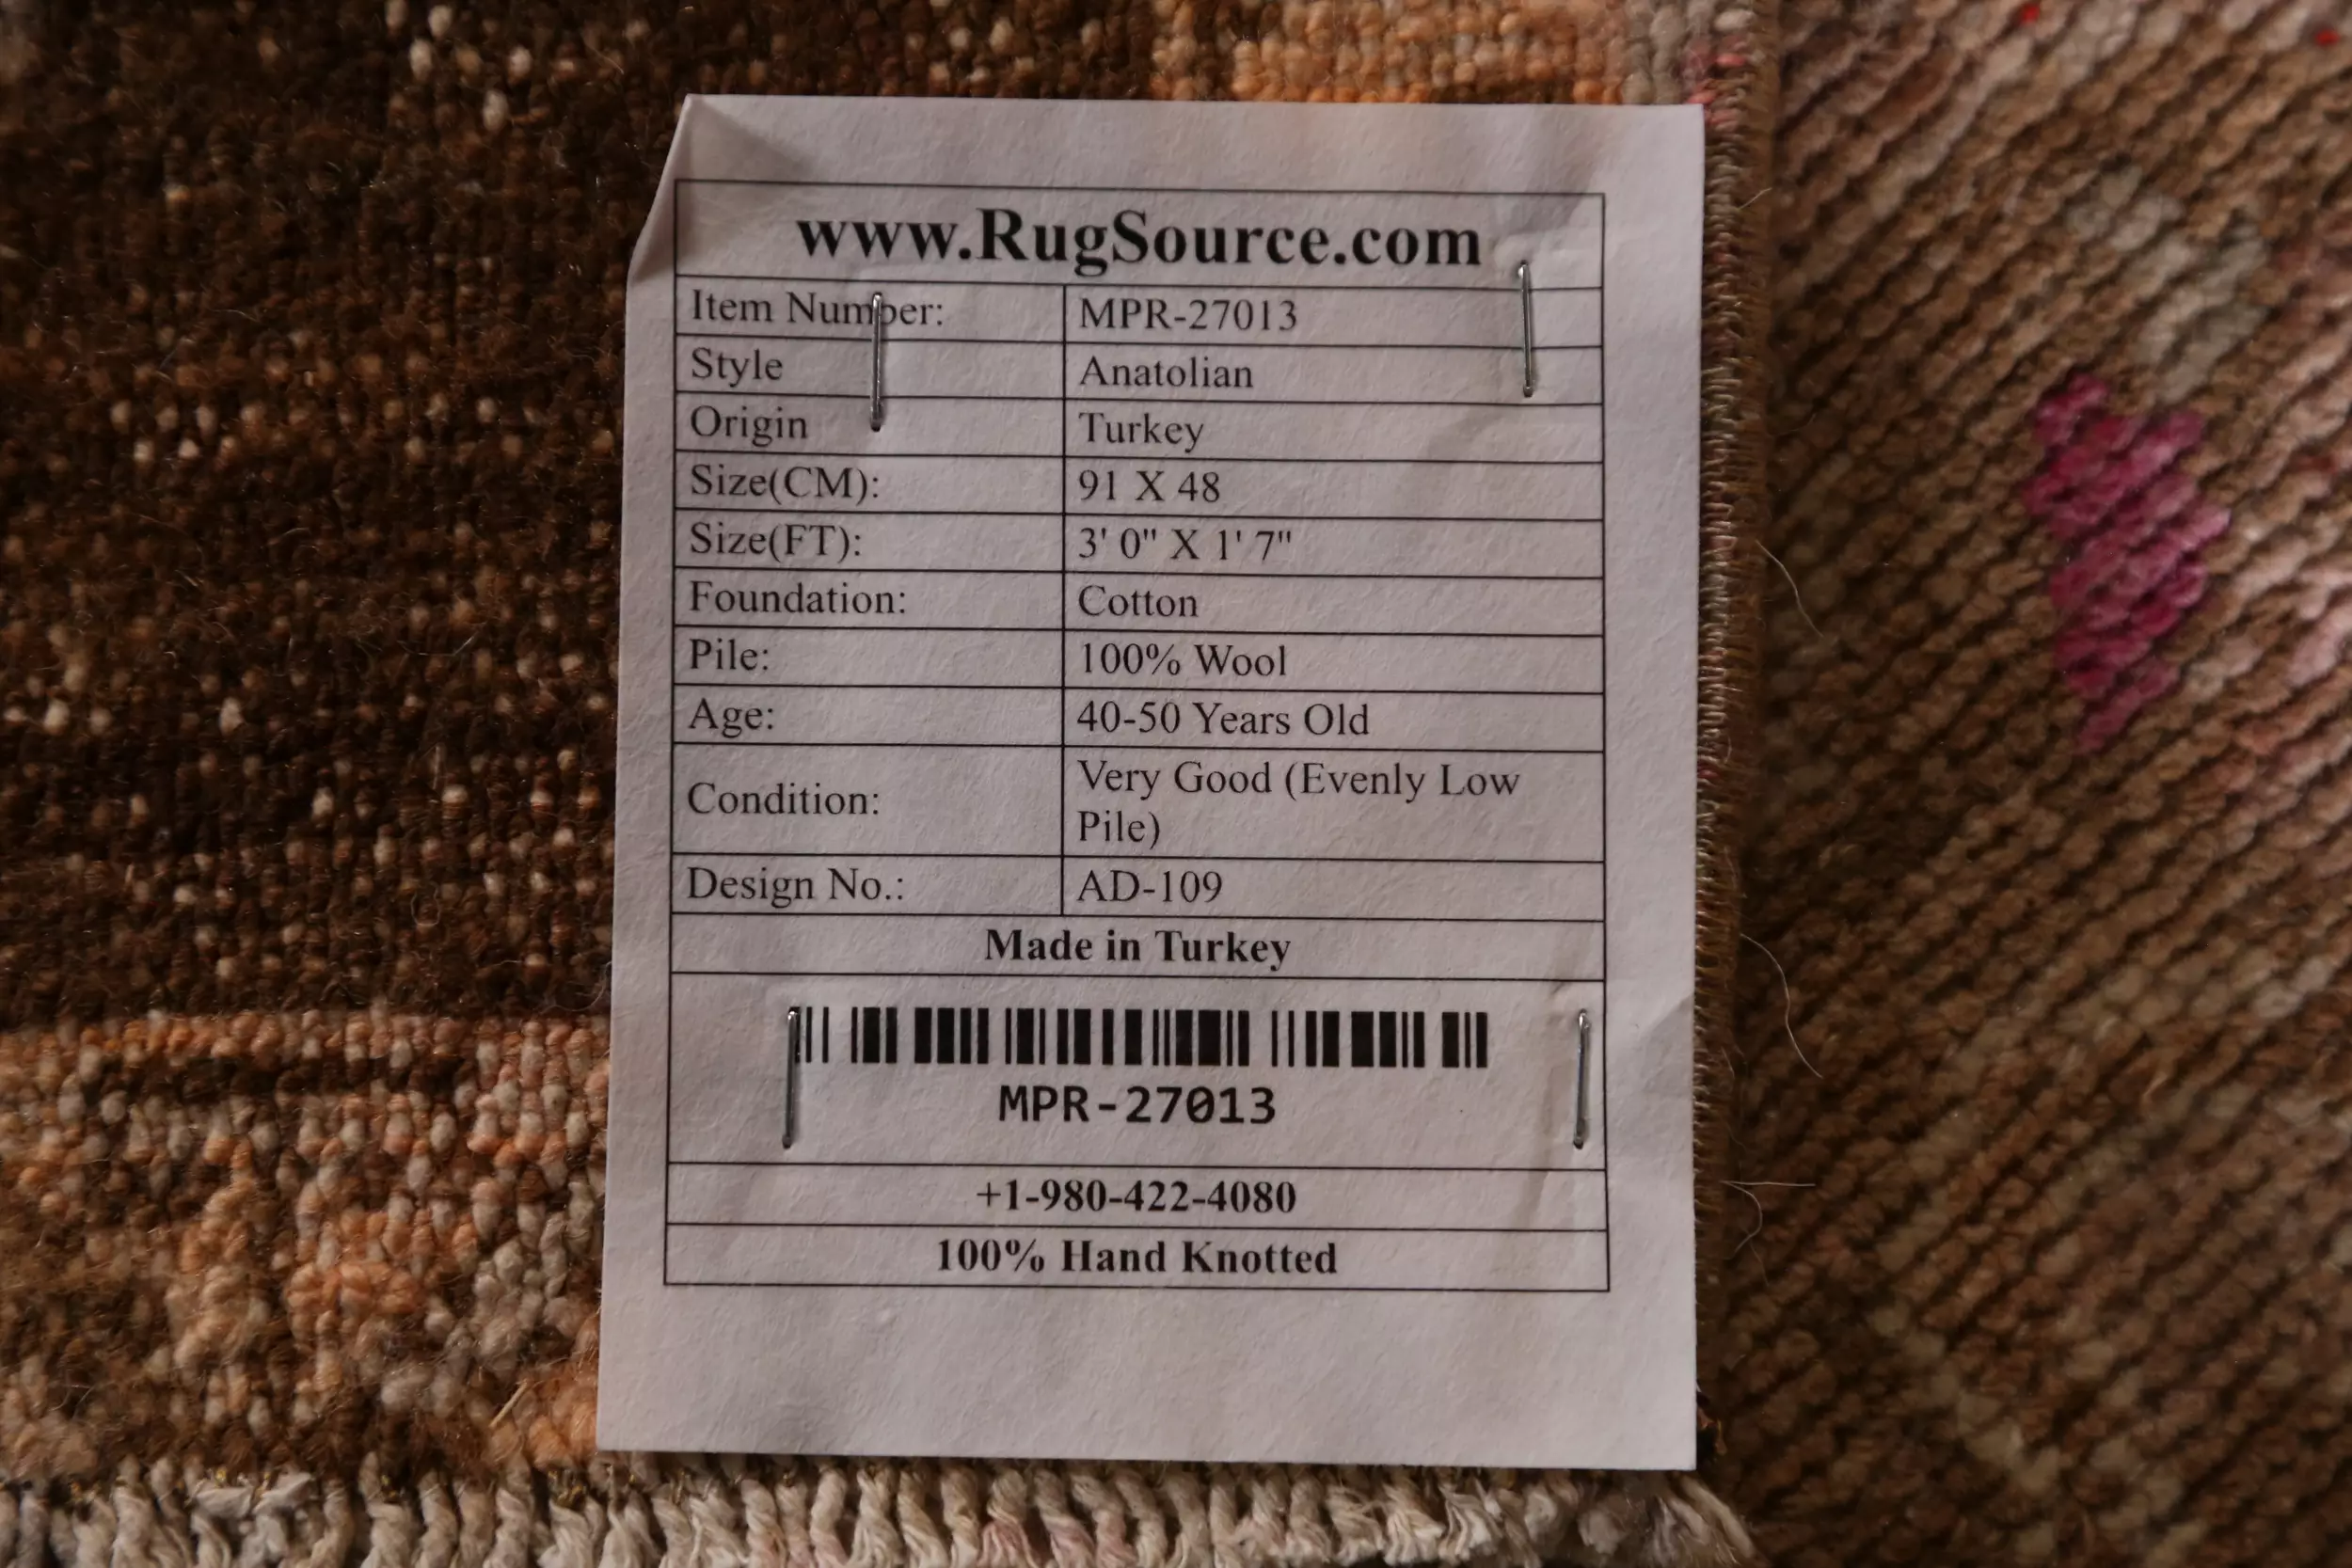 www.RugSource.com
Item Number: MPR-27013
Style Anatolian
Origin Turkey
Size(CM): 91 X 48
Size(FT): 3' 0" X 1' 7"
Foundation: Cotton
Pile: 100% Wool
Age: 40-50 Years Old
Condition: Very Good (Evenly Low
Pile)
Design No.: AD-109
Made in Turkey
MPR-27013
+1-980-422-4080
100% Hand Knotted